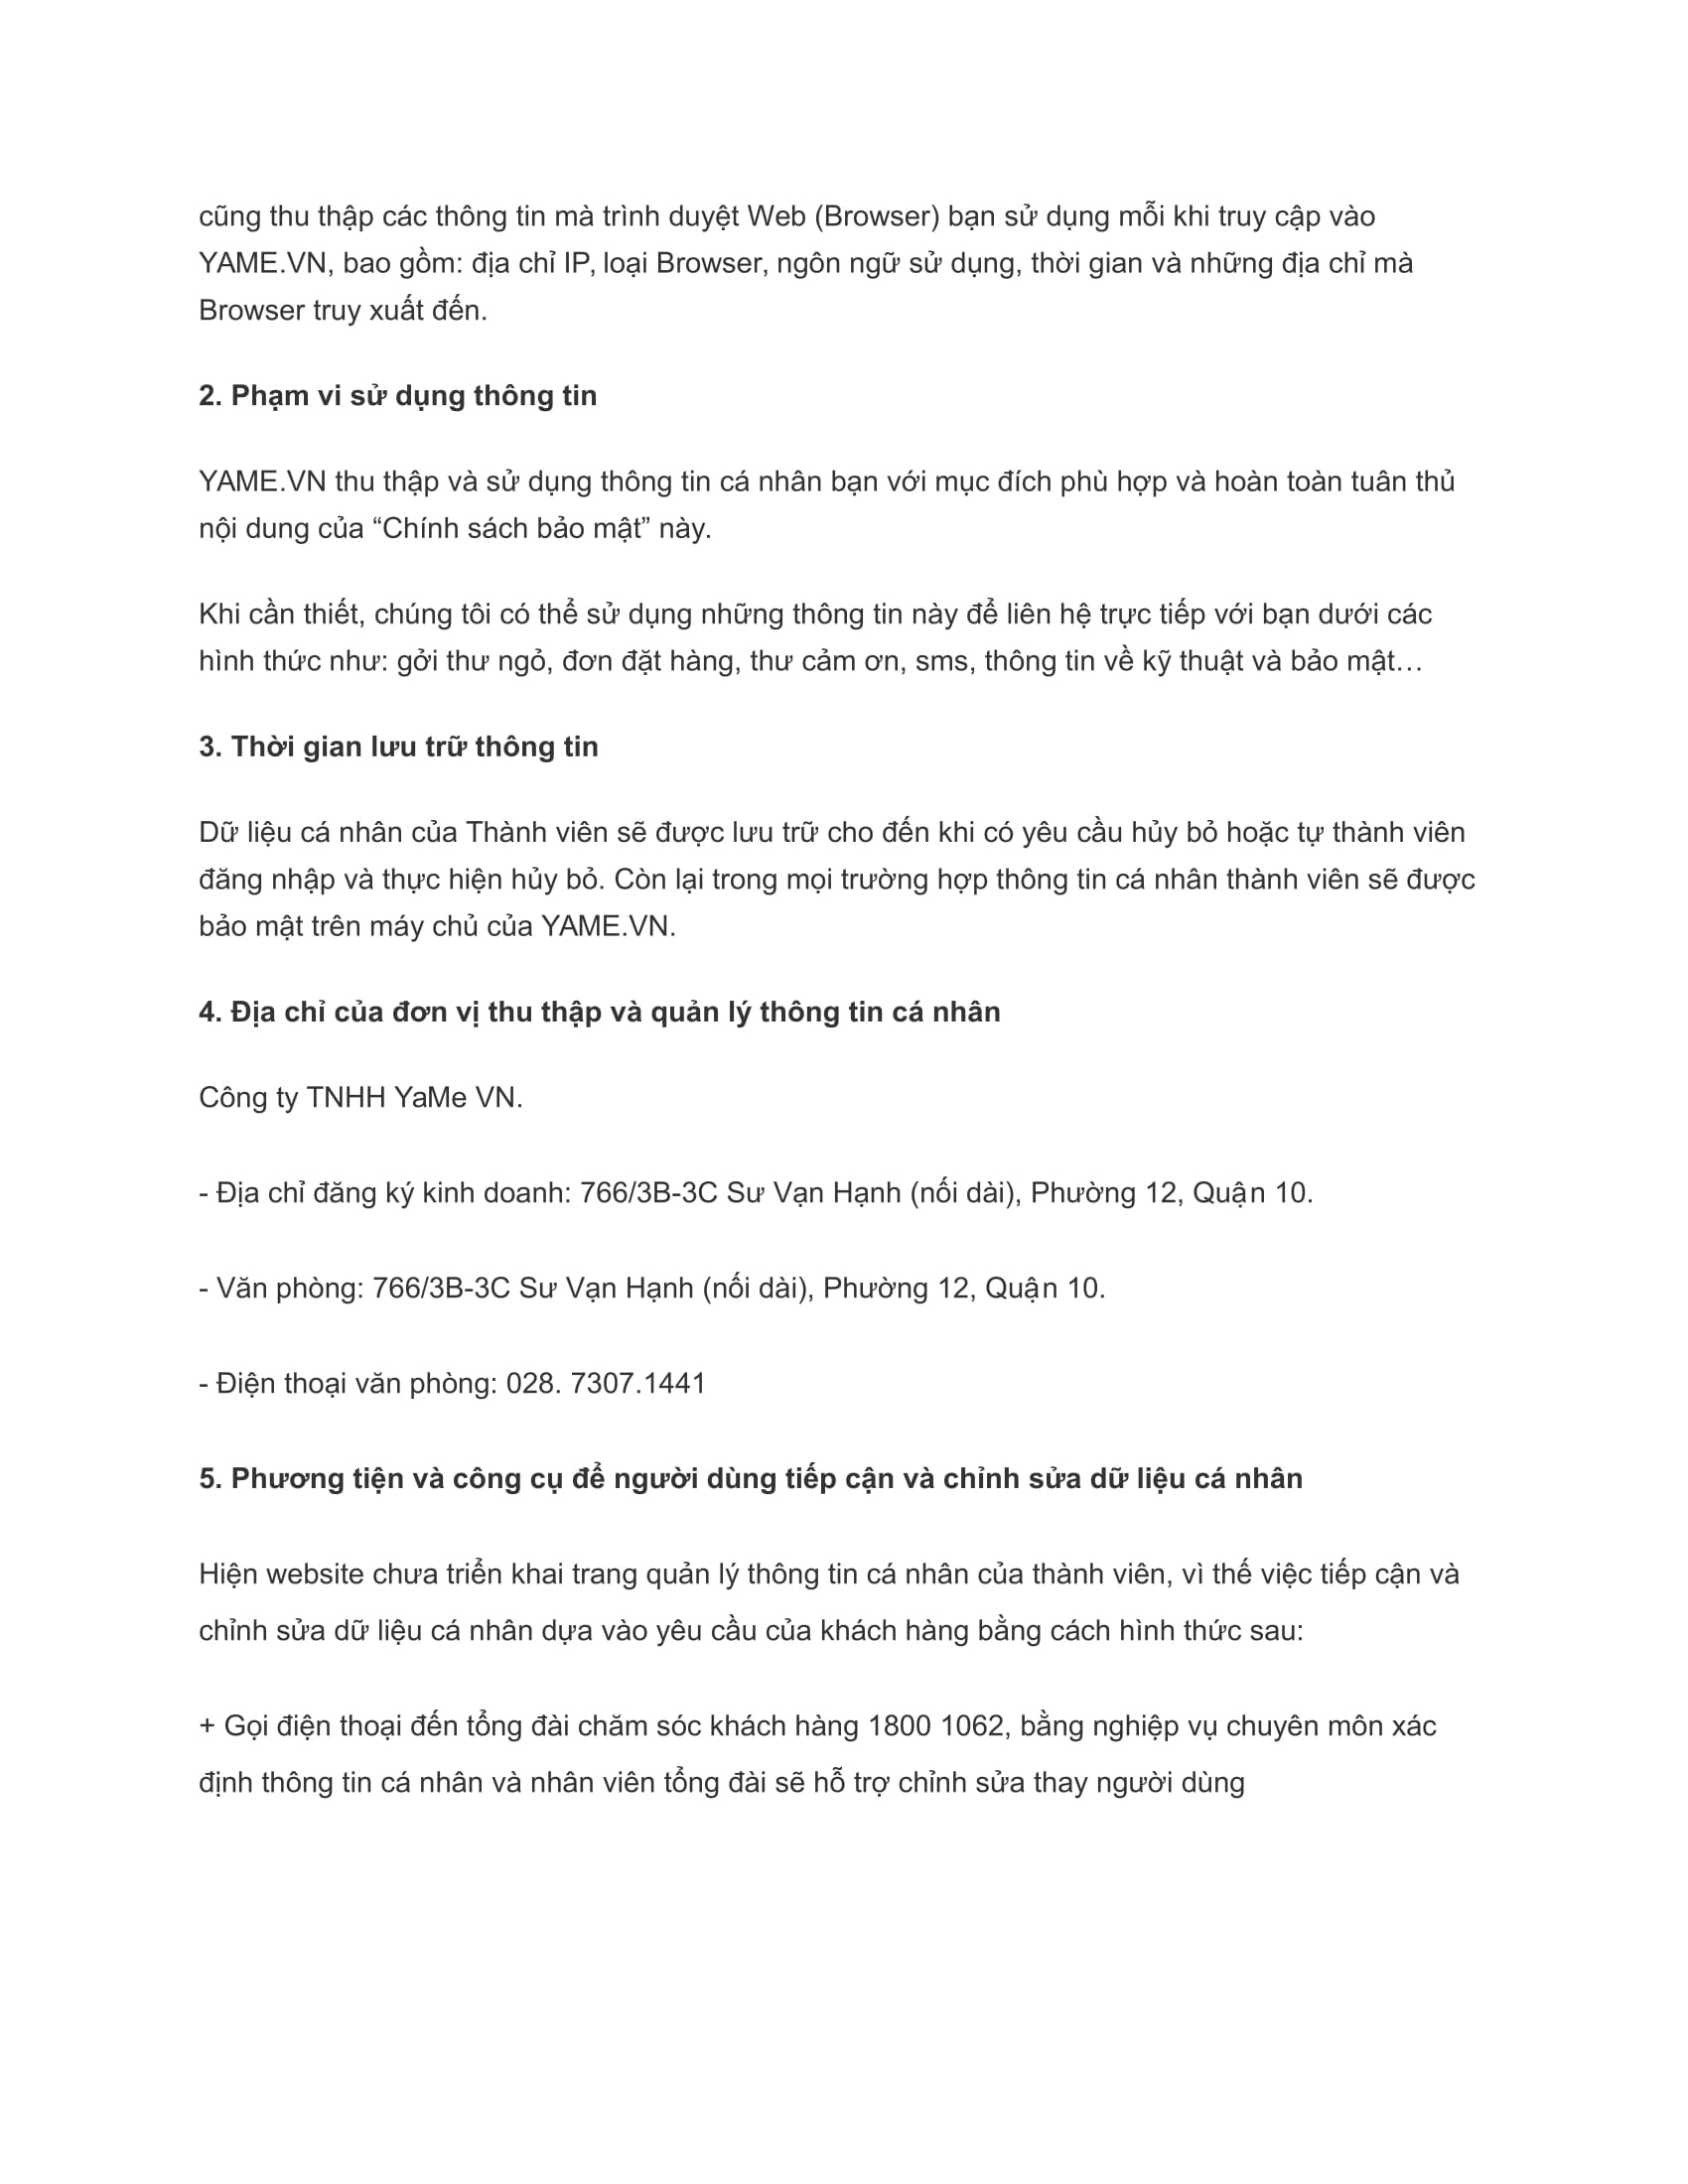 cũng thu thập các thông tin mà trình duyệt Web (Browser) bạn sử dụng mỗi khi truy cập vào
YAME.VN, bao gồm: địa chỉ IP, loại Browser, ngôn ngữ sử dụng, thời gian và những địa chỉ mà
Browser truy xuất đến.
2. Phạm vi sử dụng thông tin
YAME.VN thu thập và sử dụng thông tin cá nhân bạn với mục đích phù hợp và hoàn toàn tuân thủ
nội dung của “Chính sách bảo mật” này.
Khi cần thiết, chúng tôi có thể sử dụng những thông tin này để liên hệ trực tiếp với bạn dưới các
hình thức như: gởi thư ngỏ, đơn đặt hàng, thư cảm ơn, sms, thông tin về kỹ thuật và bảo mật…
3. Thời gian lưu trữ thông tin
Dữ liệu cá nhân của Thành viên sẽ được lưu trữ cho đến khi có yêu cầu hủy bỏ hoặc tự thành viên
đăng nhập và thực hiện hủy bỏ. Còn lại trong mọi trường hợp thông tin cá nhân thành viên sẽ được
bảo mật trên máy chủ của YAME.VN.
4. Địa chỉ của đơn vị thu thập và quản lý thông tin cá nhân
Công ty TNHH YaMe VN.
- Địa chỉ đăng ký kinh doanh: 766/3B-3C Sư Vạn Hạnh (nối dài), Phường 12, Quận 10.
- Văn phòng: 766/3B-3C Sư Vạn Hạnh (nối dài), Phường 12, Quận 10.
- Điện thoại văn phòng: 028. 7307.1441
5. Phương tiện và công cụ để người dùng tiếp cận và chỉnh sửa dữ liệu cá nhân
Hiện website chưa triển khai trang quản lý thông tin cá nhân của thành viên, vì thế việc tiếp cận và
chỉnh sửa dữ liệu cá nhân dựa vào yêu cầu của khách hàng bằng cách hình thức sau:
+ Gọi điện thoại đến tổng đài chăm sóc khách hàng 1800 1062, bằng nghiệp vụ chuyên môn xác
định thông tin cá nhân và nhân viên tổng đài sẽ hỗ trợ chỉnh sửa thay người dùng